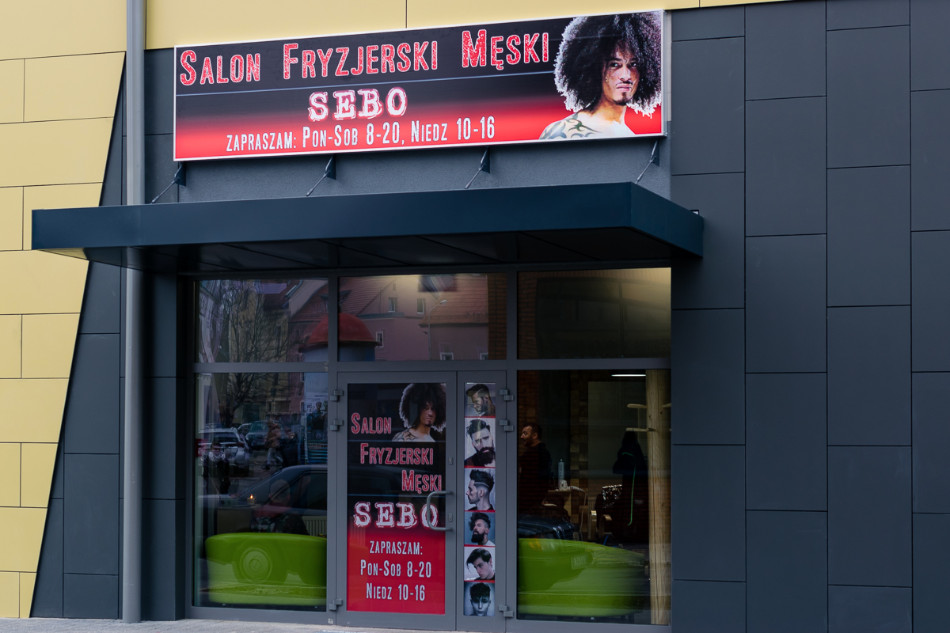 Salon Fryzjerski Męski
SEBO
ZAPRASZAM: Pon-Sob 8-20, Niedz 10-16
Salon
Fryzjerski
Męski
SEBO
ZAPRASZAM:
Pon-Sob 8-20
Niedz 10-16